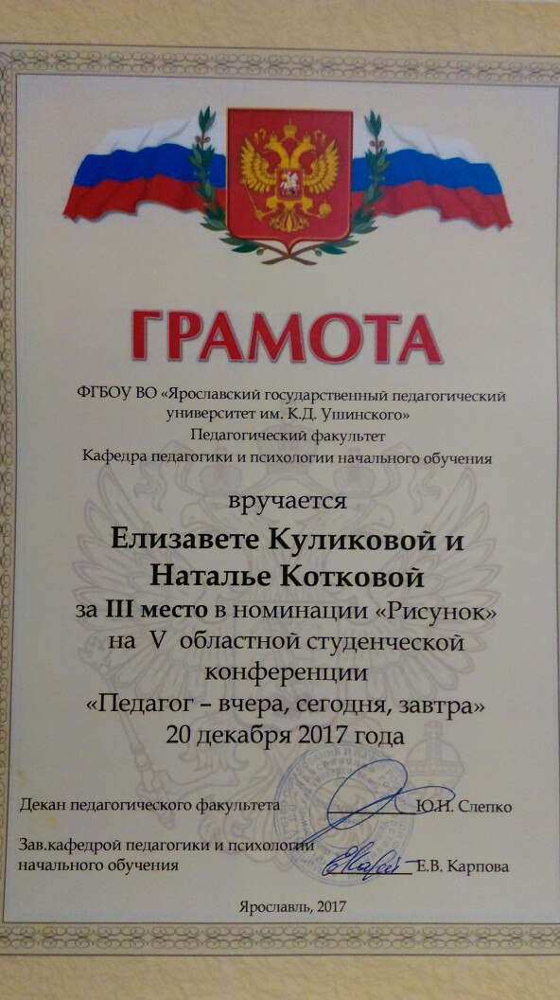 ГРАМОТА
ФГБОУ ВО «Ярославский государственный педагогический
университет им. К.Д. Ушинского»
Педагогический факультет
Кафедра педагогики и психологии начального обучения
вручается
Елизавете Куликовой и
Наталье Котковой
за III место в номинации «Рисунок»
на V областной студенческой
конференции
«Педагог – вчера, сегодня, завтра»
20 декабря 2017 года
Декан педагогического факультета Ю.Н. Слепко
Зав.кафедрой педагогики и психологии
начального обучения Е.В. Карпова
Ярославль, 2017